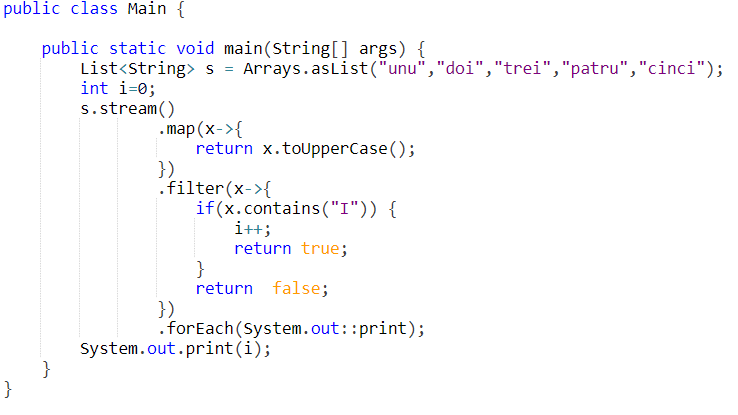 public class Main {
    public static void main(String[] args) {
        List<String> s = Arrays.asList("unu","doi","trei","patru","cinci");
        int i=0;
        s.stream()
                .map(x->{
                    return x.toUpperCase();
                })
                .filter(x->{
                    if(x.contains("I")) {
                        i++;
                        return true;
                    }
                    return  false;
                })
                .forEach(System.out::print);
        System.out.print(i);
    }
}